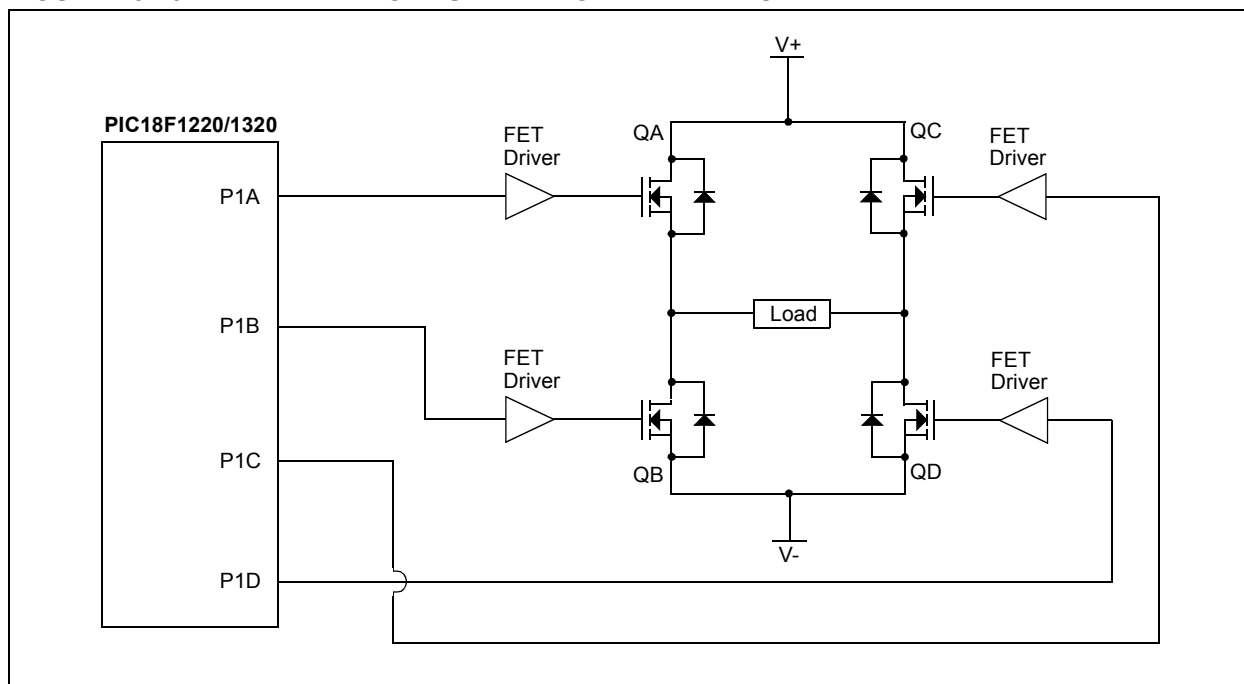 V+
PIC18F1220/1320
FET
Driver
QA
QC
FET
Driver
P1A
Load
P1B
FET
Driver
FET
Driver
P1C
QB
QD
V-
P1D